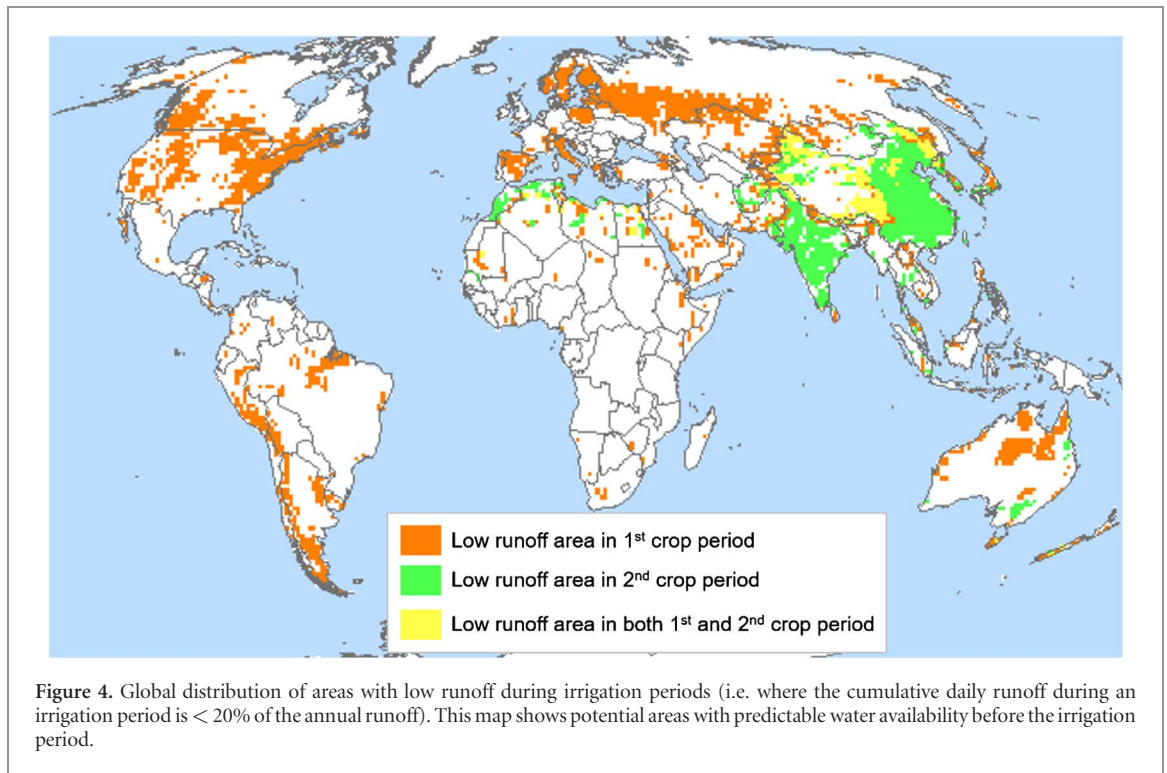 Low runoff area in 1st crop period
Low runoff area in 2nd crop period
Low runoff area in both 1st and 2nd crop period
Figure 4. Global distribution of areas with low runoff during irrigation periods (i.e. where the cumulative daily runoff during an
irrigation period is < 20% of the annual runoff). This map shows potential areas with predictable water availability before the irrigation
period.